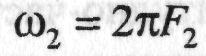 ω₂ = 2πF₂